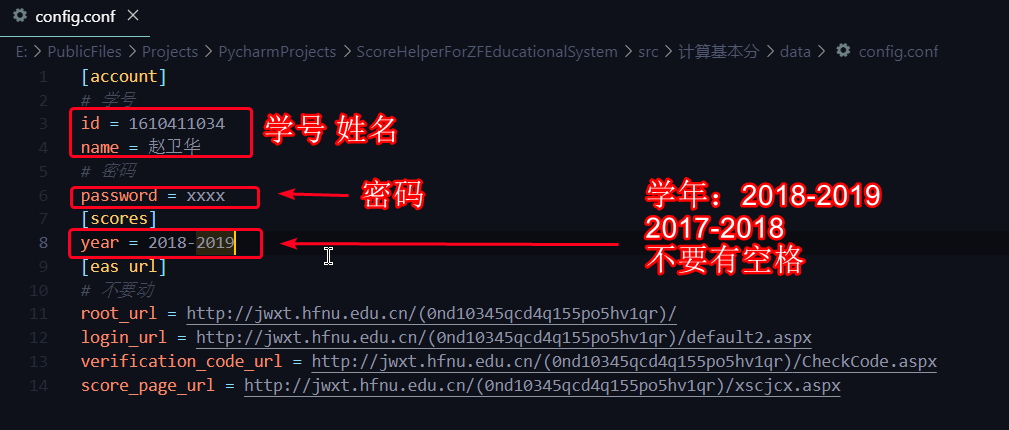 config.conf
E: > PublicFiles > Projects > PycharmProjects > ScoreHelperForZFEducationalSystem > src > 计算基本分 > data > config.conf
1 [account]
2 # 学号
3 id = 1610411034
4 name = 赵卫华
学号 姓名
5 # 密码
6 password = xxxx
密码
7 [scores]
8 year = 2018-2019
学年：2018-2019
2017-2018
不要有空格
9 [eas url]
10 # 不要动
11 root_url = http://jwxt.hfnu.edu.cn/(0nd10345qcd4q155po5hv1qr)/
12 login_url = http://jwxt.hfnu.edu.cn/(0nd10345qcd4q155po5hv1qr)/default2.aspx
13 verification_code_url = http://jwxt.hfnu.edu.cn/(0nd10345qcd4q155po5hv1qr)/CheckCode.aspx
14 score_page_url = http://jwxt.hfnu.edu.cn/(0nd10345qcd4q155po5hv1qr)/xscjcx.aspx